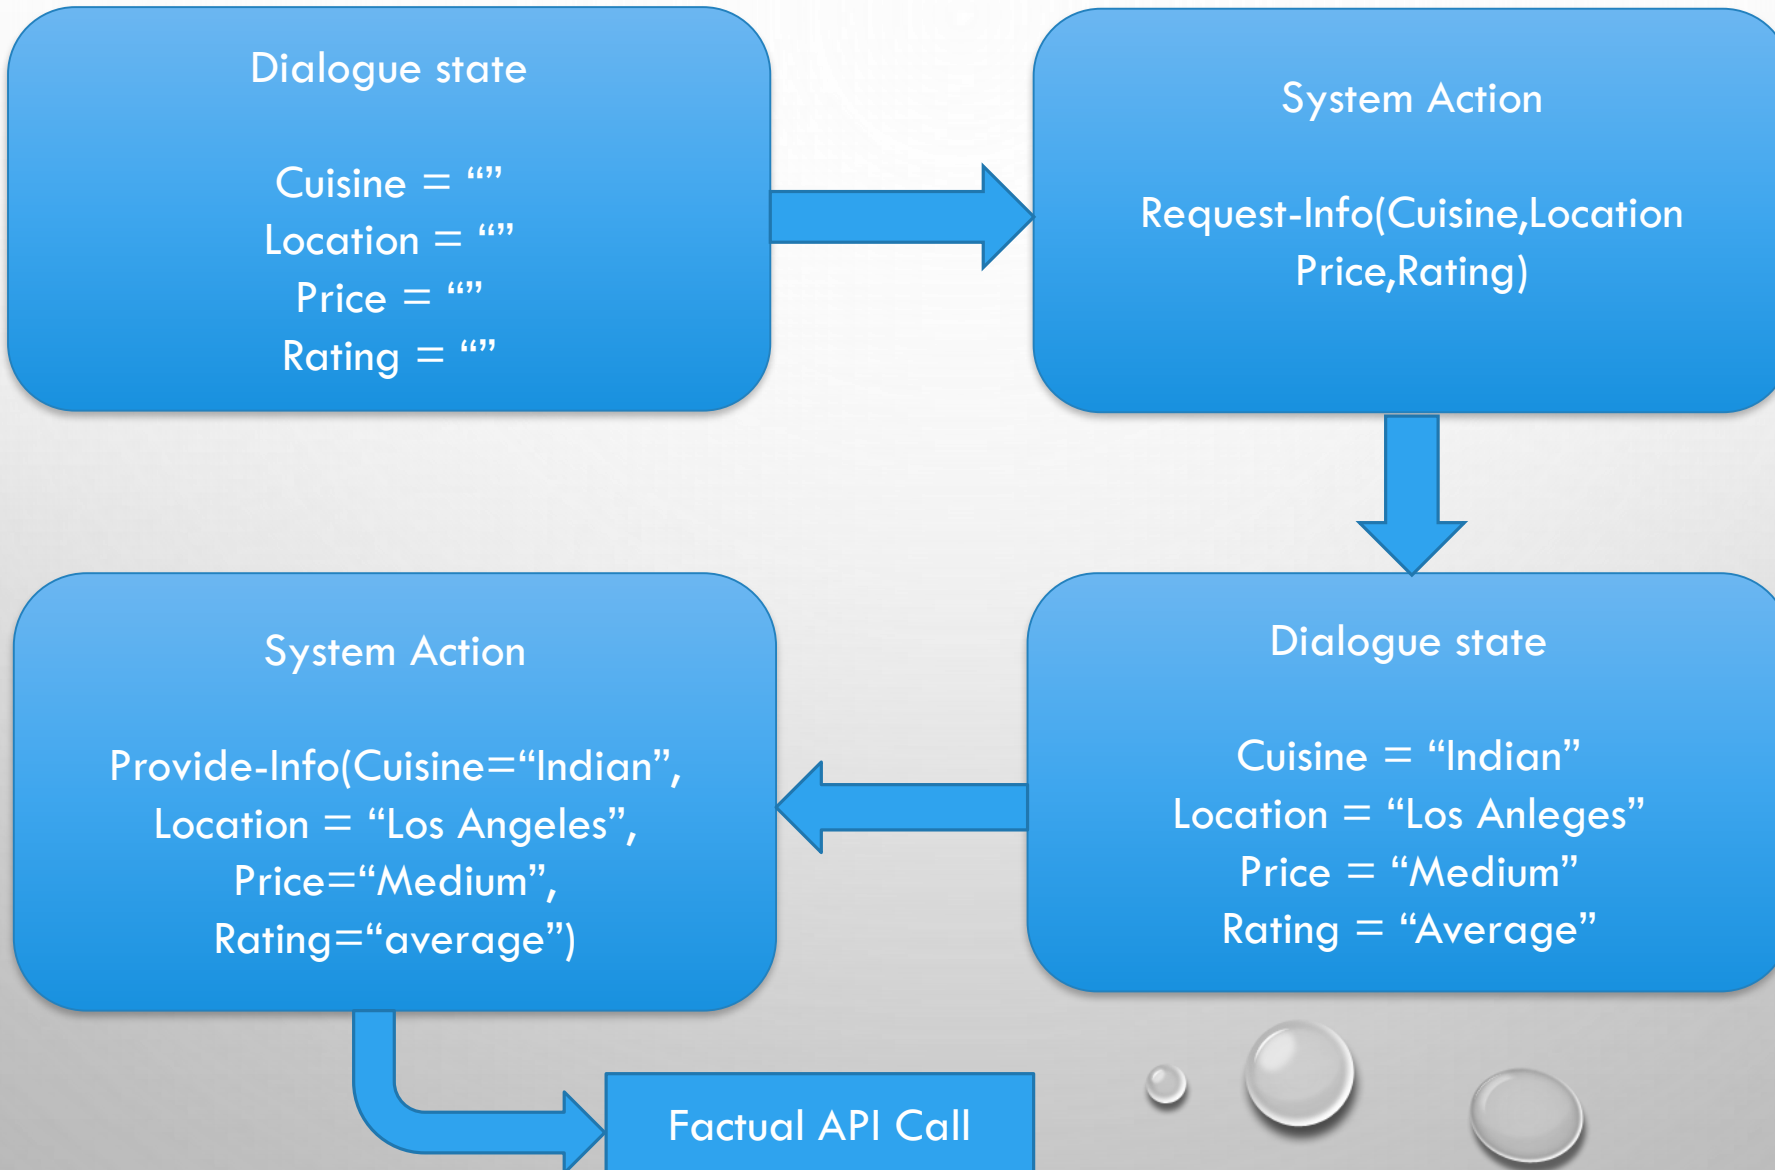 Dialogue state
Cuisine = “”
Location = “”
Price = “”
Rating = “”
System Action
Request-Info(Cuisine,Location
Price,Rating)
Dialogue state
Cuisine = “Indian”
Location = “Los Anleges”
Price = “Medium”
Rating = “Average”
System Action
Provide-Info(Cuisine=“Indian”,
Location = “Los Angeles”,
Price=“Medium”,
Rating=“average”)
Factual API Call